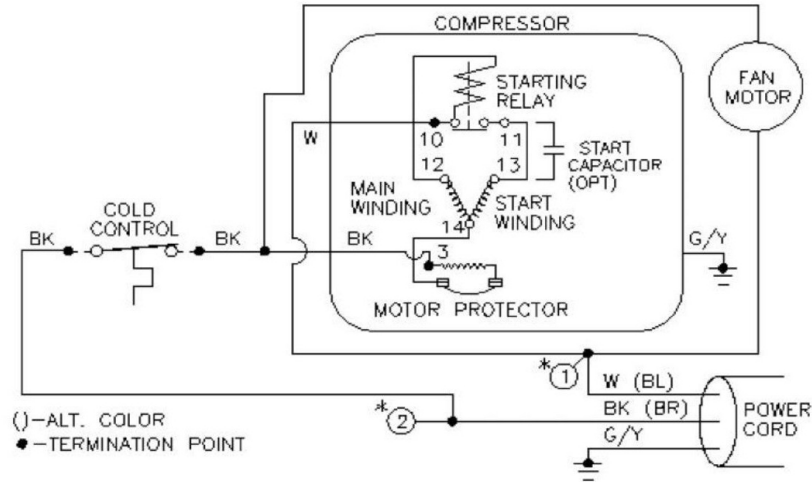 COMPRESSOR
FAN
MOTOR
STARTING
RELAY
W
10
11
12
13
START
CAPACITOR
(OPT)
MAIN
WINDING
START
WINDING
14
COLD
CONTROL
BK
BK
BK
3
G/Y
MOTOR PROTECTOR
* 1
W (BL)
* 2
BK (BR)
POWER
CORD
G/Y
()-ALT. COLOR
●-TERMINATION POINT